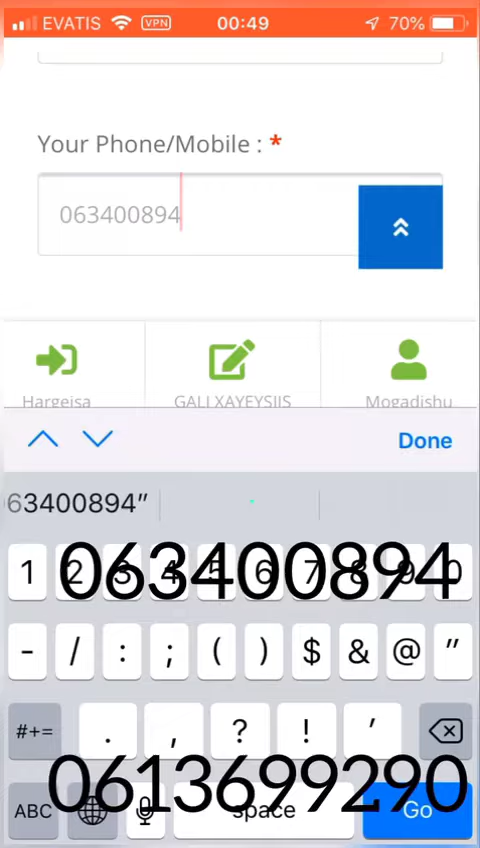 EVATIS VPN 00:49 70%
Your Phone/Mobile : *
063400894
Hargeisa GALI XAYEYSIIS Mogadishu
Done
063400894"
1 2 3 4 5 6 7 8 9 0
063400894
- / : ; ( ) $ & @ "
#+= . , ? ! '
ABC space Go
0613699290